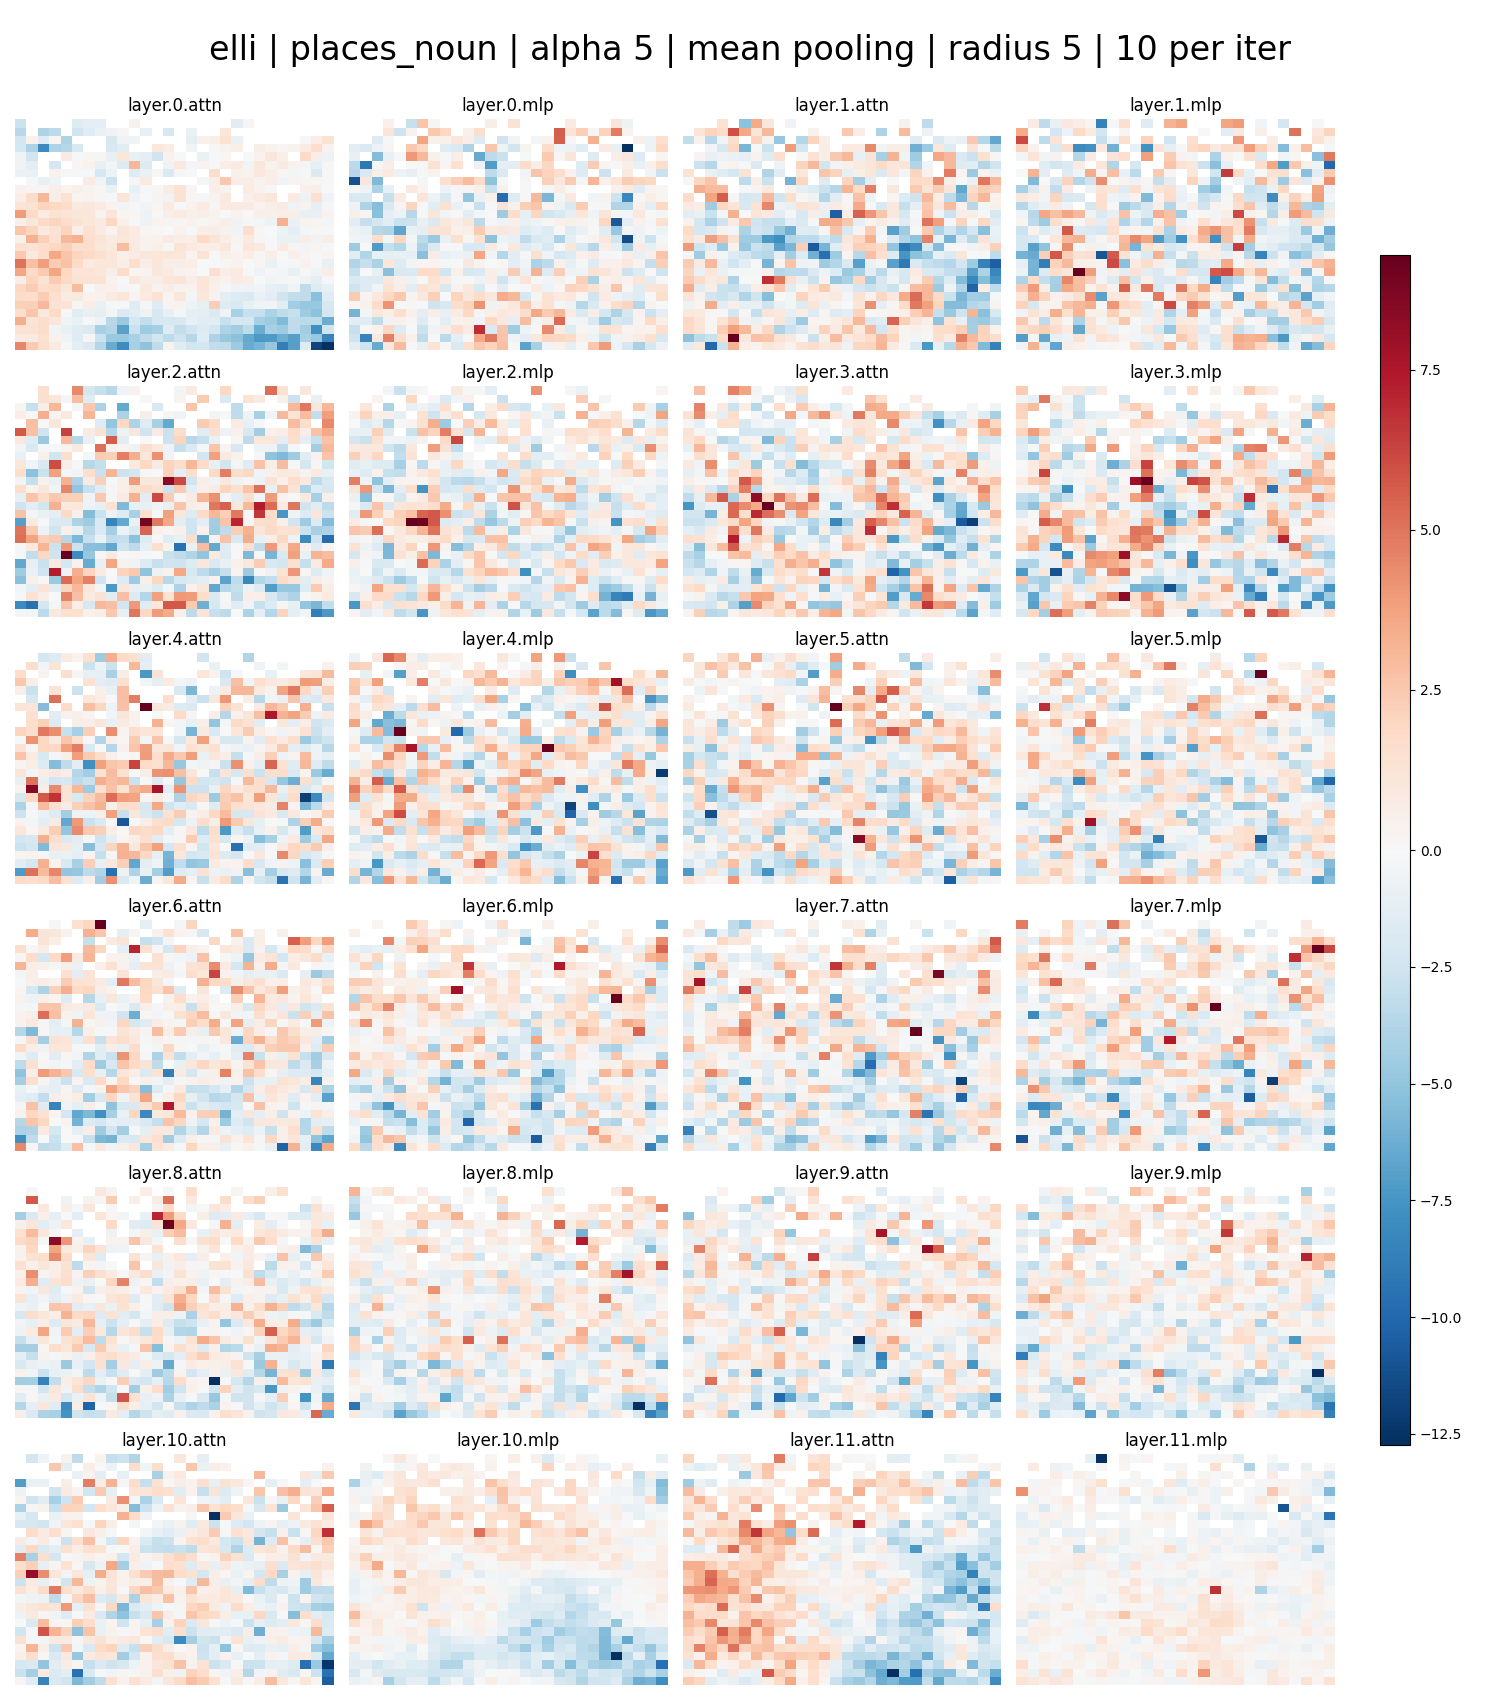 elli | places_noun | alpha 5 | mean pooling | radius 5 | 10 per iter
layer.0.attn
layer.0.mlp
layer.1.attn
layer.1.mlp
layer.2.attn
layer.2.mlp
layer.3.attn
layer.3.mlp
layer.4.attn
layer.4.mlp
layer.5.attn
layer.5.mlp
layer.6.attn
layer.6.mlp
layer.7.attn
layer.7.mlp
layer.8.attn
layer.8.mlp
layer.9.attn
layer.9.mlp
layer.10.attn
layer.10.mlp
layer.11.attn
layer.11.mlp
7.5
5.0
2.5
0.0
−2.5
−5.0
−7.5
−10.0
−12.5